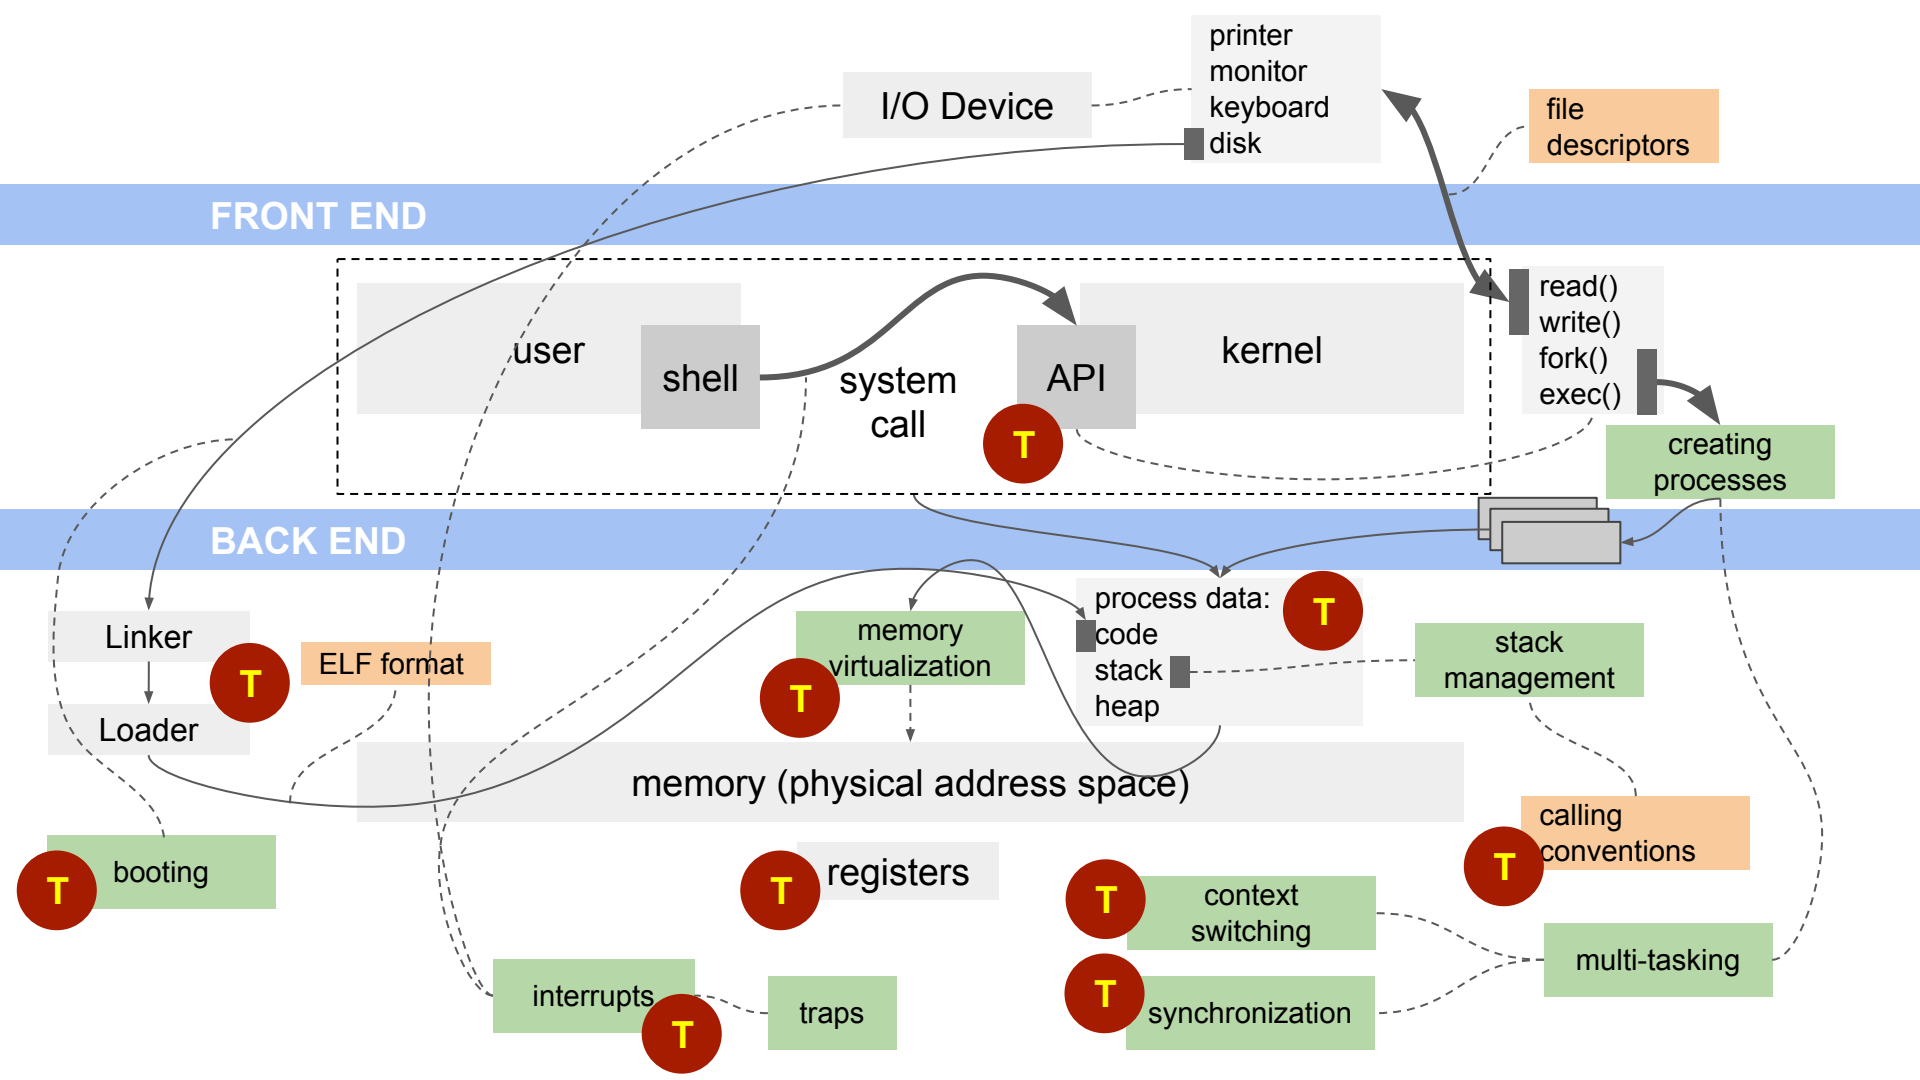 printer
monitor
keyboard
disk
I/O Device
file
descriptors
FRONT END
user
shell
system
call
API
T
kernel
read()
write()
fork()
exec()
creating
processes
BACK END
Linker
Loader
T
ELF format
memory
virtualization
T
process data:
code
stack
heap
T
stack
management
memory (physical address space)
calling
conventions
T
booting
T
registers
T
context
switching
T
multi-tasking
interrupts
T
traps
synchronization
T